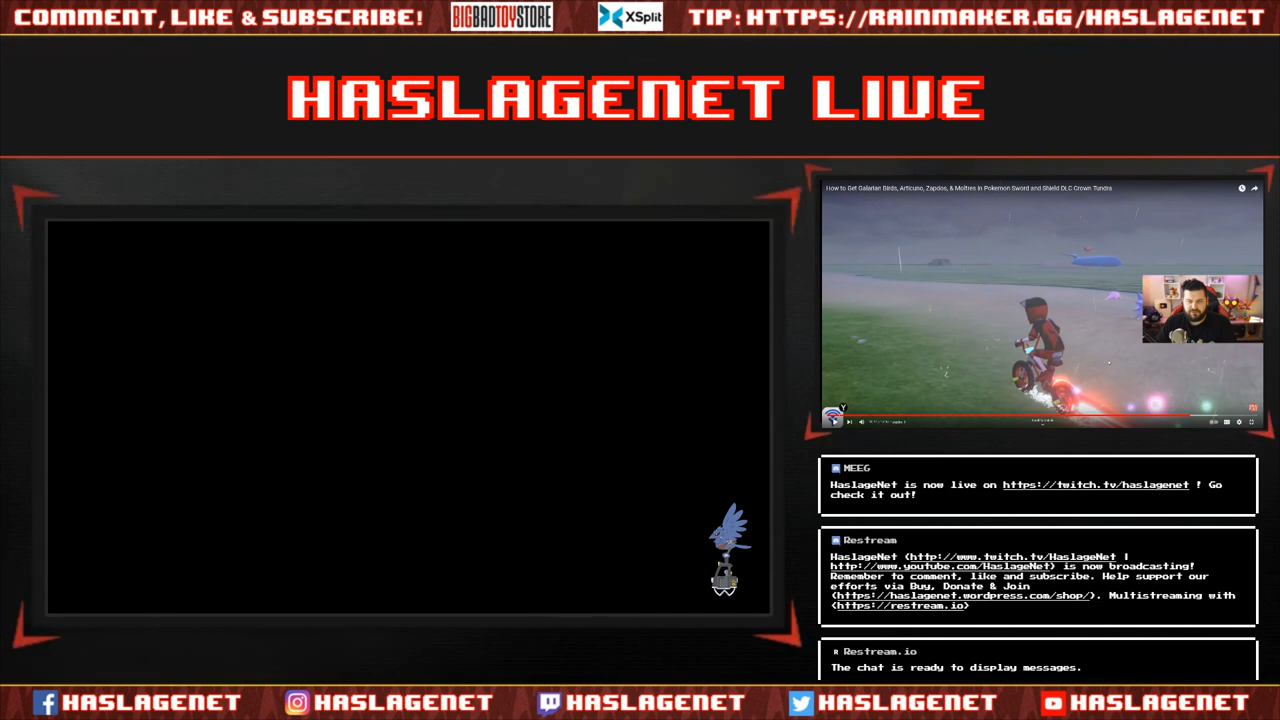 COMMENT, LIKE & SUBSCRIBE!
BIGBADTOYSTORE
XSplit
TIP: HTTPS://RAINMAKER.GG/HASLAGENET
HASLAGENET LIVE
How to Get Galarian Birds, Articuno, Zapdos, & Moltres in Pokemon Sword and Shield DLC Crown Tundra
Y
MEEG
HaslageNet is now live on https://twitch.tv/haslagenet ! Go
check it out!
Restream
HaslageNet (http://www.twitch.tv/HaslageNet |
http://www.youtube.com/HaslageNet) is now broadcasting!
Remember to comment, like and subscribe. Help support our
efforts via Buy, Donate & Join
(https://haslagenet.wordpress.com/shop/). Multistreaming with
(https://restream.io)
R Restream.io
The chat is ready to display messages.
HASLAGENET
HASLAGENET
HASLAGENET
HASLAGENET
HASLAGENET